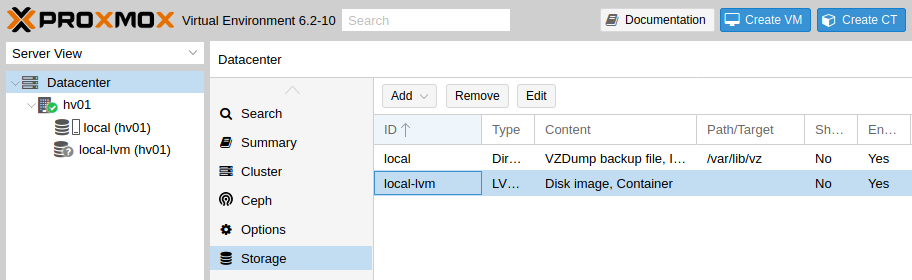 PROXMOX Virtual Environment 6.2-10 Search Documentation Create VM Create CT
Server View
Datacenter
hv01
local (hv01)
local-lvm (hv01)
Datacenter
Search
Summary
Cluster
Ceph
Options
Storage
Add Remove Edit
ID Type Content Path/Target Sh... En...
local Dir... VZDump backup file, I... /var/lib/vz No Yes
local-lvm LV... Disk image, Container No Yes